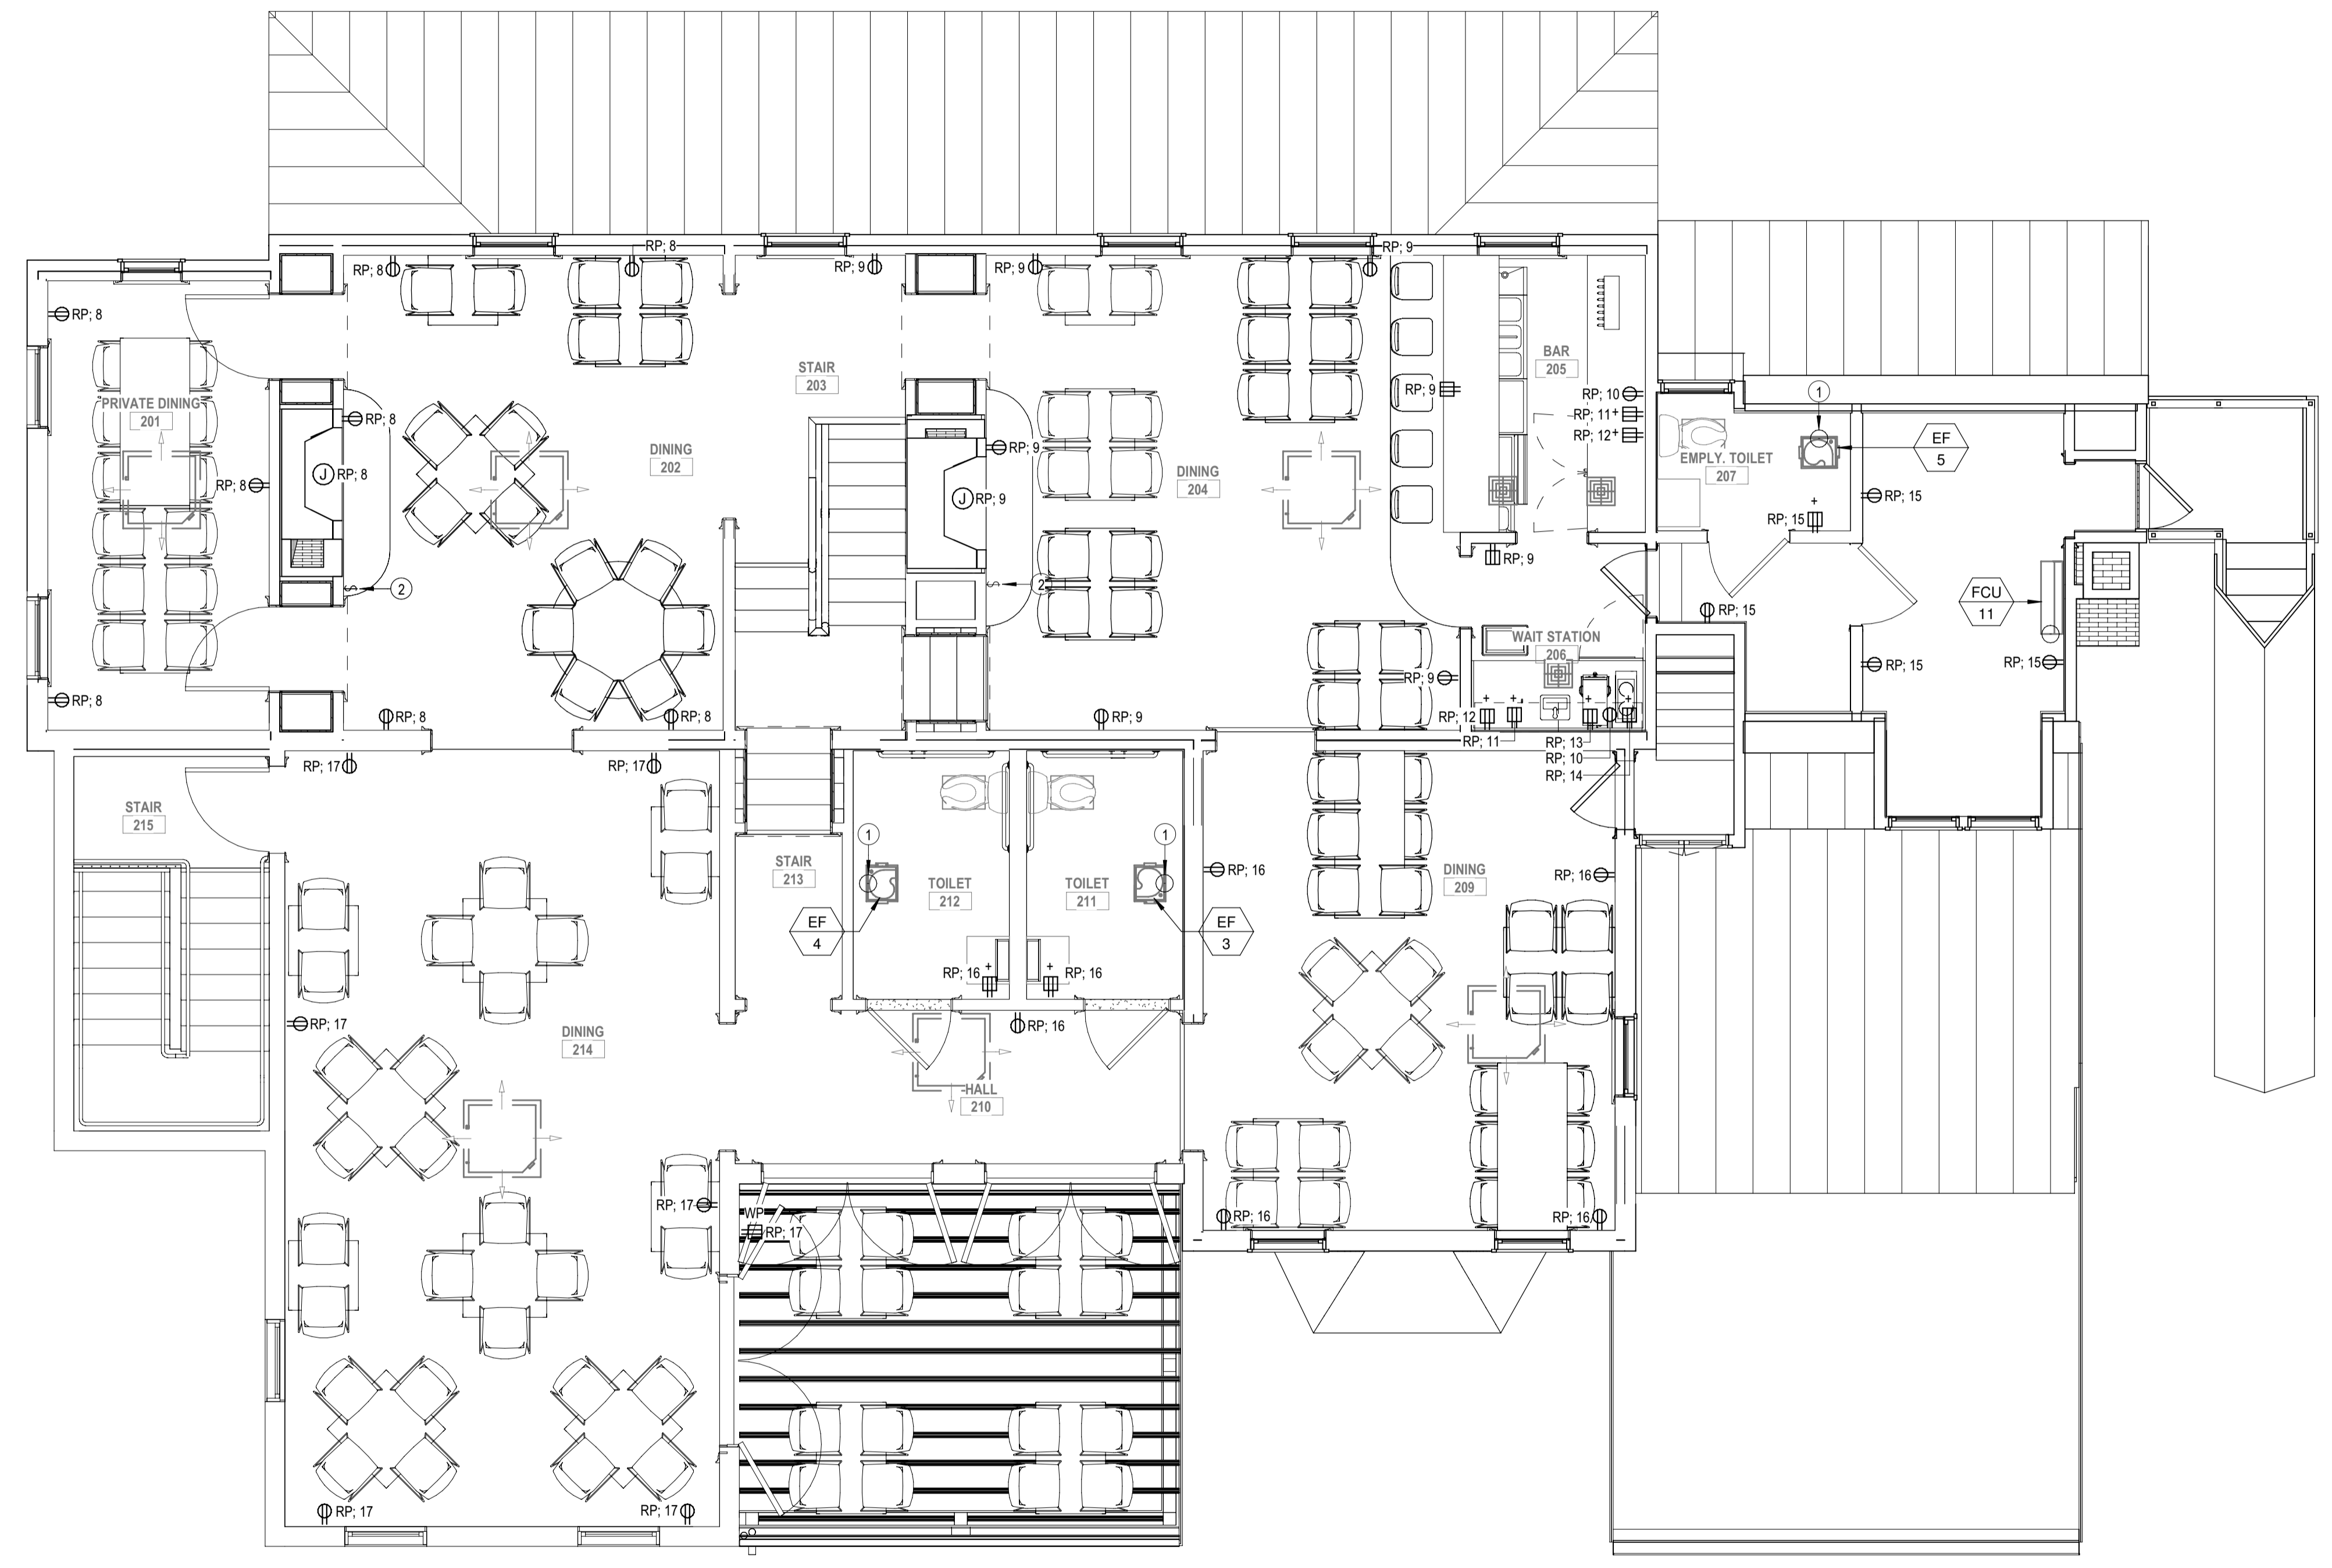 RP; 8
RP; 9
RP; 8
RP; 9
RP; 9
RP; 8
STAIR
203
BAR
205
RP; 9
RP; 10
1
PRIVATE DINING
201
RP; 8
RP; 11+
RP; 12+
EF
5
DINING
202
RP; 9
EMPLY. TOILET
207
J
RP; 8
DINING
204
RP; 8
J
RP; 9
RP; 15
+
RP; 15
RP; 9
2
2
FCU
11
RP; 15
WAIT STATION
206
RP; 15
RP; 15
RP; 9
RP; 8
+
+
+
+
RP; 8
RP; 8
RP; 9
RP; 12
RP; 11
RP; 13
RP; 10
RP; 14
RP; 17
RP; 17
STAIR
215
1
1
STAIR
213
TOILET
212
TOILET
211
RP; 16
DINING
209
RP; 16
EF
4
EF
3
RP; 16
+
+
RP; 16
RP; 17
RP; 16
DINING
214
HALL
210
RP; 17
WP
RP; 17
RP; 16
RP; 16
RP; 17
RP; 17